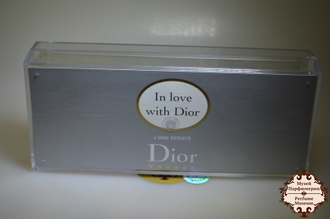 In love
with Dior
4 MINI SPRAYS
Dior
Музей
Парфюмерии
Perfume
Museum